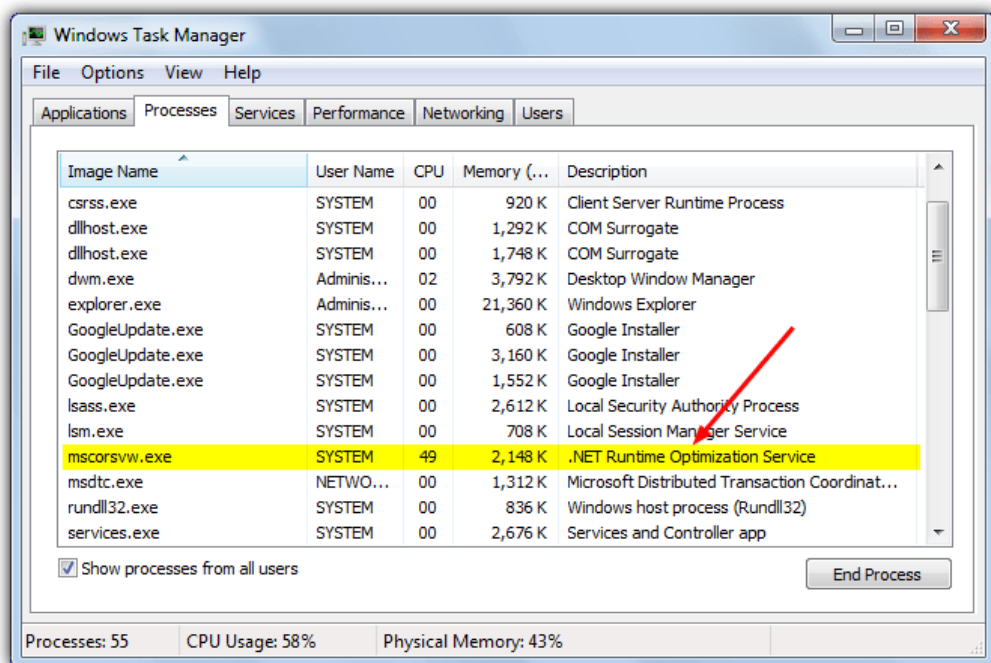 Windows Task Manager
File Options View Help
Applications Processes Services Performance Networking Users
Image Name User Name CPU Memory (... Description
csrss.exe SYSTEM 00 920 K Client Server Runtime Process
dllhost.exe SYSTEM 00 1,292 K COM Surrogate
dllhost.exe SYSTEM 00 1,748 K COM Surrogate
dwm.exe Adminis... 02 3,792 K Desktop Window Manager
explorer.exe Adminis... 00 21,360 K Windows Explorer
GoogleUpdate.exe SYSTEM 00 608 K Google Installer
GoogleUpdate.exe SYSTEM 00 3,160 K Google Installer
GoogleUpdate.exe SYSTEM 00 1,552 K Google Installer
lsass.exe SYSTEM 00 2,612 K Local Security Authority Process
lsm.exe SYSTEM 00 708 K Local Session Manager Service
mscorsvw.exe SYSTEM 49 2,148 K .NET Runtime Optimization Service
msdtc.exe NETWO... 00 1,312 K Microsoft Distributed Transaction Coordinat...
rundll32.exe SYSTEM 00 836 K Windows host process (Rundll32)
services.exe SYSTEM 00 2,676 K Services and Controller app
Show processes from all users
End Process
Processes: 55 CPU Usage: 58% Physical Memory: 43%